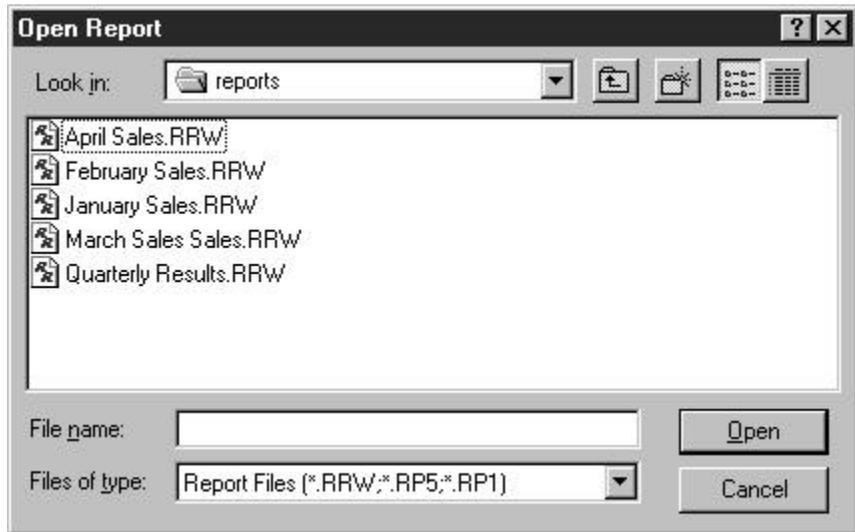 Open Report
Look in: reports
April Sales.RRW
February Sales.RRW
January Sales.RRW
March Sales Sales.RRW
Quarterly Results.RRW
File name: Open
Files of type: Report Files (*.RRW;*.RP5;*.RP1) Cancel